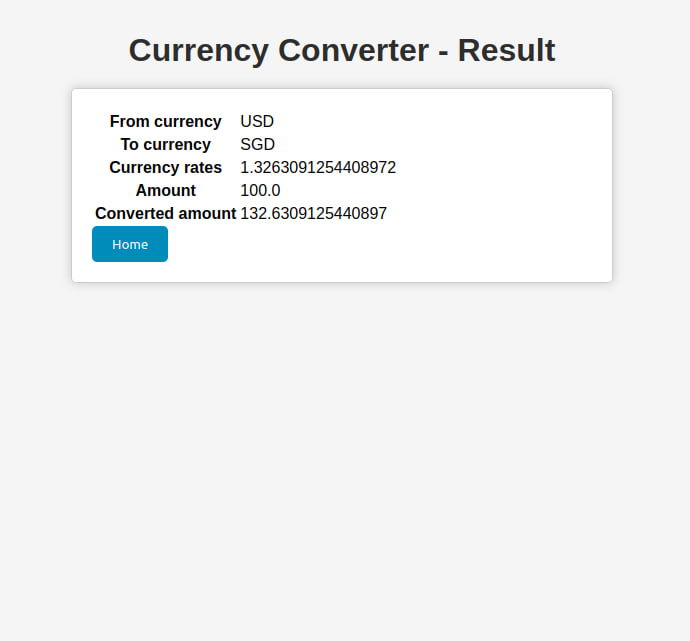 Currency Converter - Result
From currency USD
To currency SGD
Currency rates 1.3263091254408972
Amount 100.0
Converted amount 132.6309125440897
Home